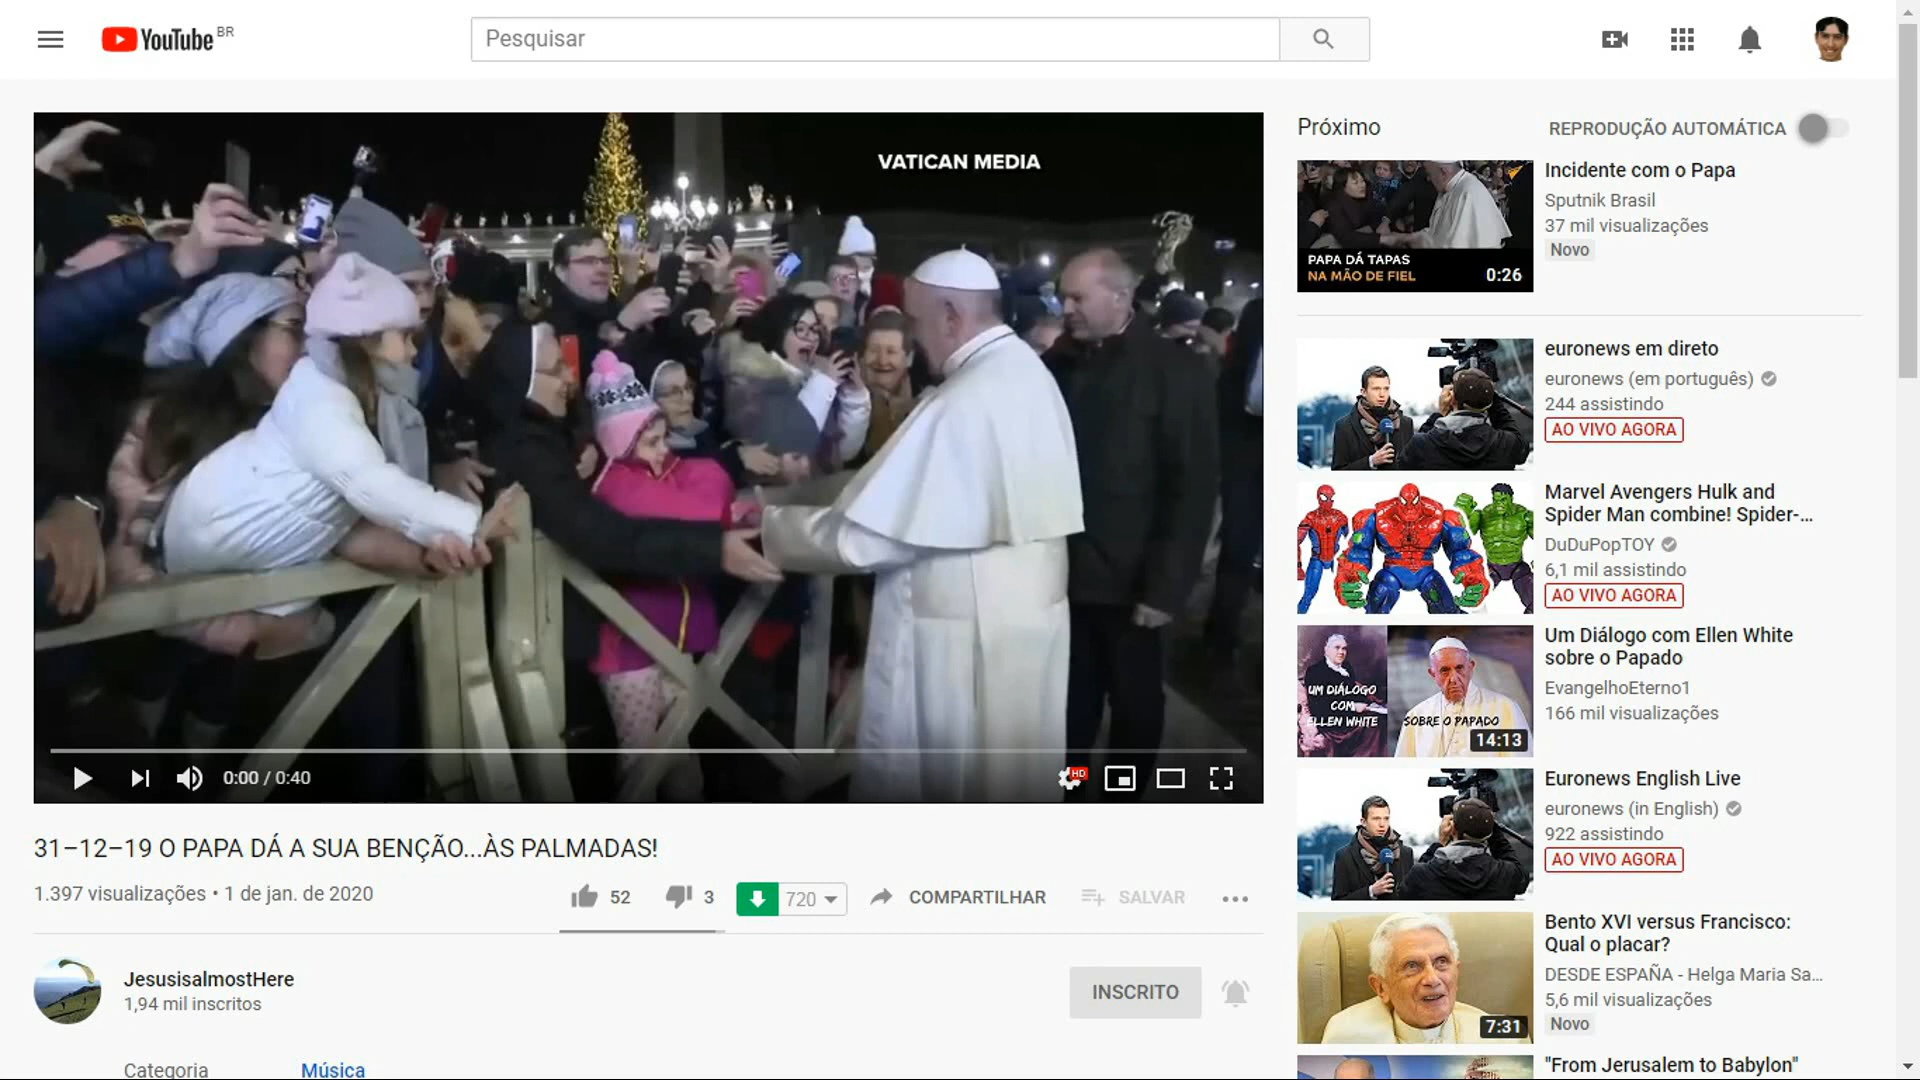 YouTube BR
Pesquisar
VATICAN MEDIA
0:00 / 0:40
HD
31–12–19 O PAPA DÁ A SUA BENÇÃO...ÀS PALMADAS!
1.397 visualizações • 1 de jan. de 2020
52
3
720
COMPARTILHAR
SALVAR
JesusisalmostHere
1,94 mil inscritos
INSCRITO
Categoria
Música
Próximo
REPRODUÇÃO AUTOMÁTICA
PAPA DÁ TAPAS
NA MÃO DE FIEL
0:26
Incidente com o Papa
Sputnik Brasil
37 mil visualizações
Novo
euronews em direto
euronews (em português)
244 assistindo
AO VIVO AGORA
Marvel Avengers Hulk and
Spider Man combine! Spider-...
DuDuPopTOY
6,1 mil assistindo
AO VIVO AGORA
UM DIÁLOGO
COM
ELLEN WHITE
SOBRE O PAPADO
14:13
Um Diálogo com Ellen White
sobre o Papado
EvangelhoEterno1
166 mil visualizações
Euronews English Live
euronews (in English)
922 assistindo
AO VIVO AGORA
7:31
Bento XVI versus Francisco:
Qual o placar?
DESDE ESPAÑA - Helga Maria Sa...
5,6 mil visualizações
Novo
"From Jerusalem to Babylon"